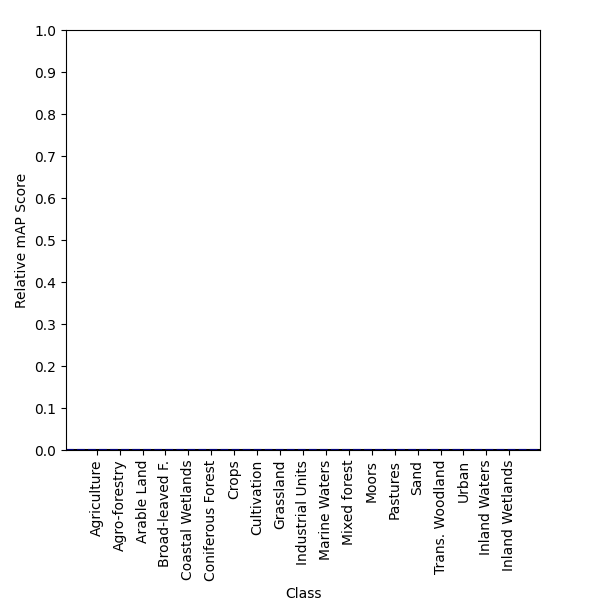 1.0
0.9
0.8
0.7
0.6
0.5
0.4
0.3
0.2
0.1
0.0
Relative mAP Score
Agriculture
Agro-forestry
Arable Land
Broad-leaved F.
Coastal Wetlands
Coniferous Forest
Crops
Cultivation
Grassland
Industrial Units
Marine Waters
Mixed forest
Moors
Pastures
Sand
Trans. Woodland
Urban
Inland Waters
Inland Wetlands
Class